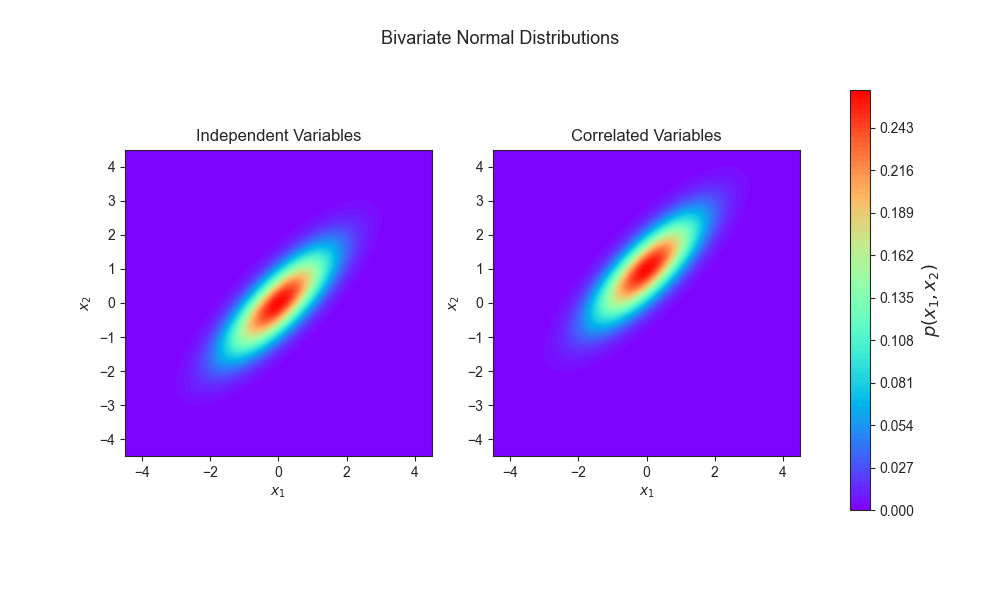 Bivariate Normal Distributions
Independent Variables
4
3
2
1
0
−1
−2
−3
−4
x₂
−4 −2 0 2 4
x₁
Correlated Variables
4
3
2
1
0
−1
−2
−3
−4
x₂
−4 −2 0 2 4
x₁
0.243
0.216
0.189
0.162
0.135
0.108
0.081
0.054
0.027
0.000
p(x₁, x₂)